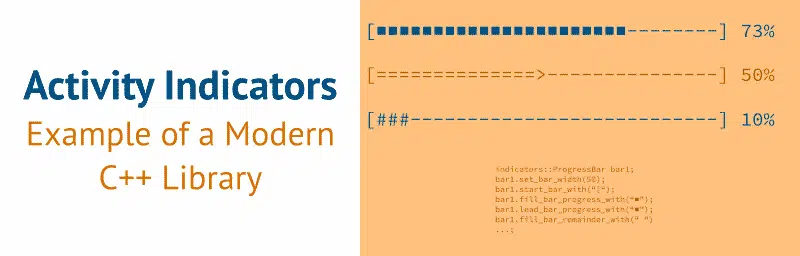 Activity Indicators
Example of a Modern
C++ Library
[■■■■■■■■■■■■■■■■■■■■■■--------] 73%
[==============>---------------] 50%
[###---------------------------] 10%
indicators::ProgressBar bar1;
bar1.set_bar_width(50);
bar1.start_bar_with("[");
bar1.fill_bar_progress_with("■");
bar1.lead_bar_progress_with("■");
bar1.fill_bar_remainder_with(" ")
...;